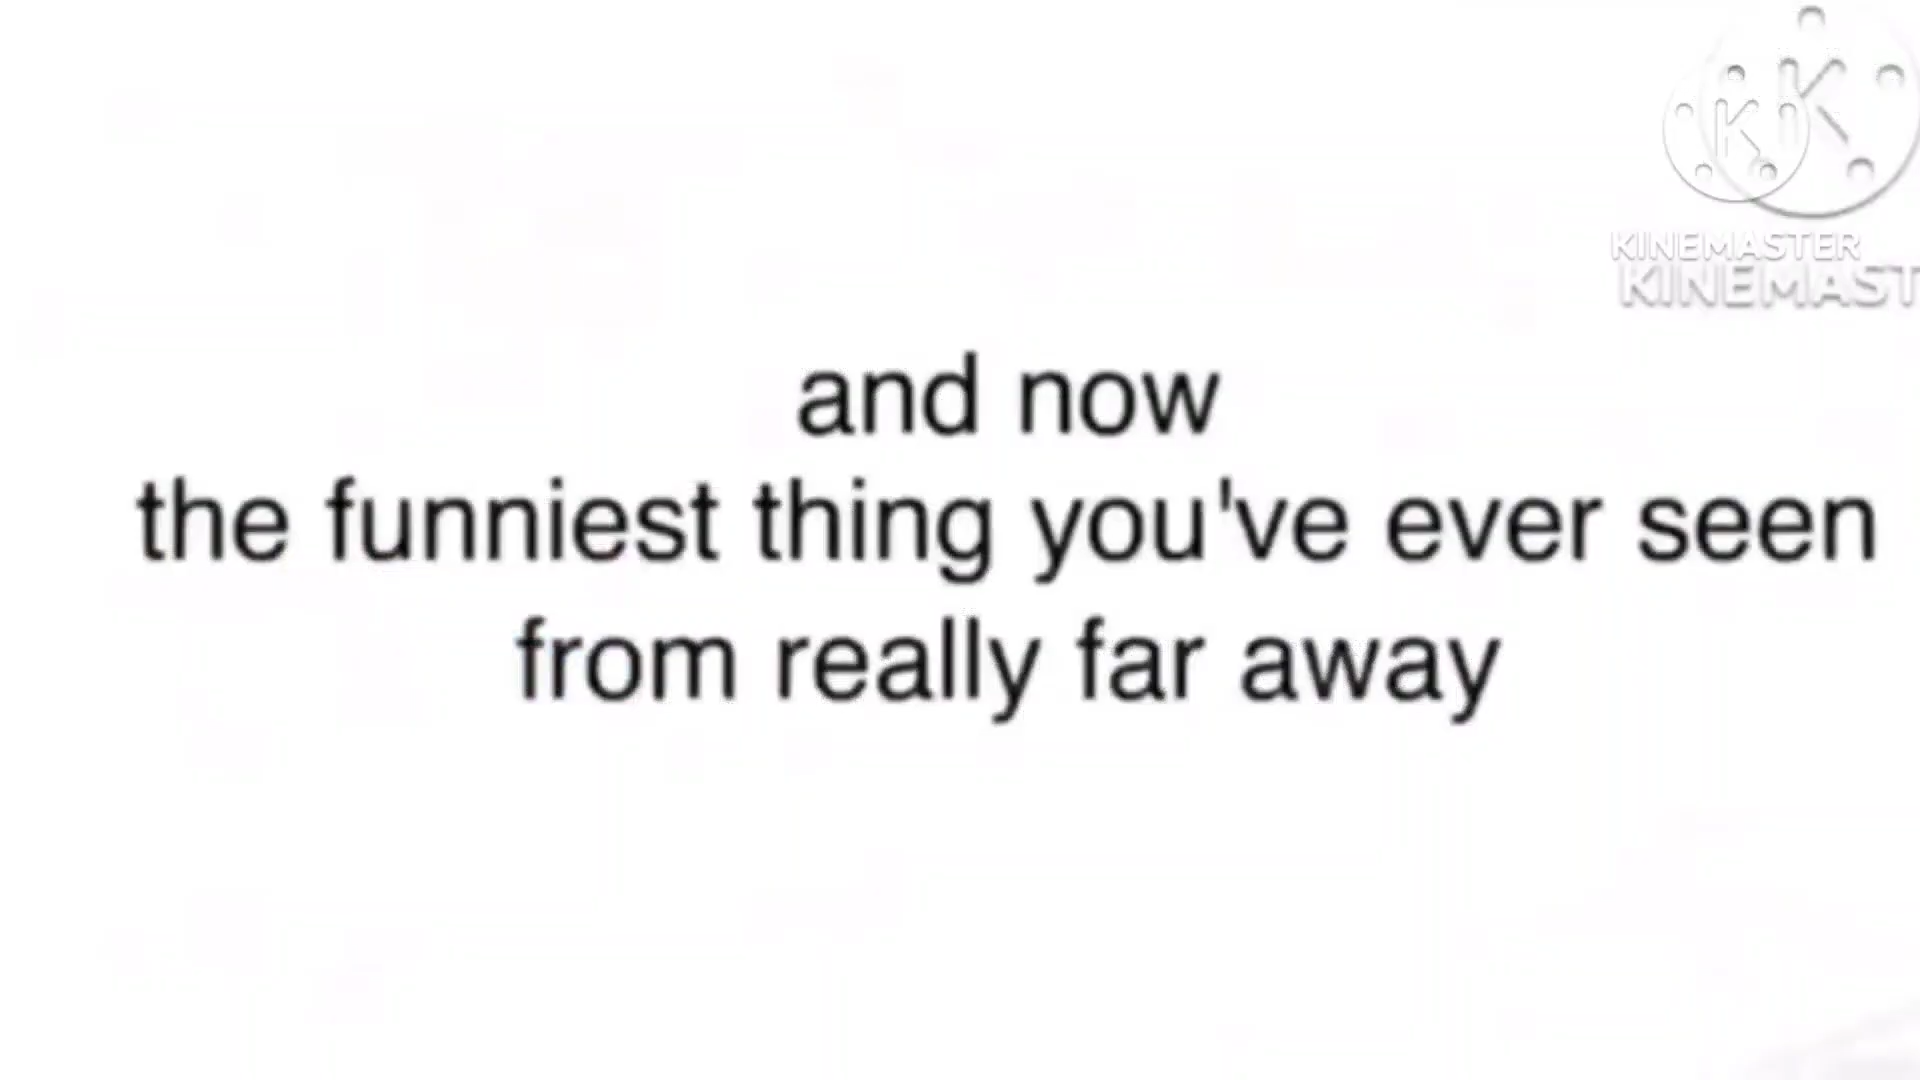 K
K
KINEMASTER
KINEMAST
and now
the funniest thing you've ever seen
from really far away